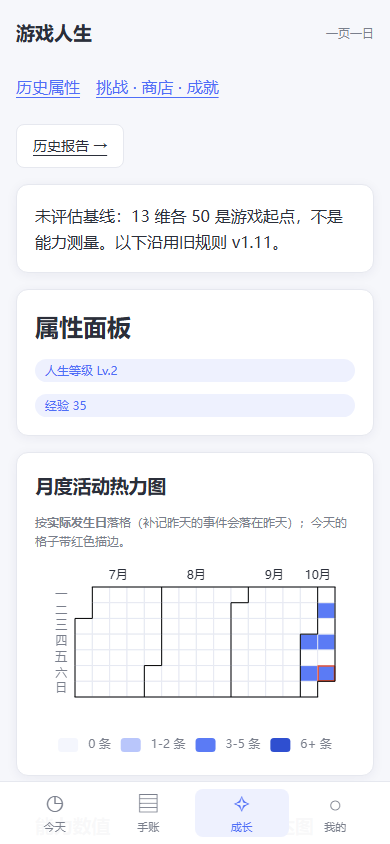 游戏人生
一页一日
历史属性 挑战 · 商店 · 成就
历史报告 →
未评估基线：13 维各 50 是游戏起点，不是
能力测量。以下沿用旧规则 v1.11。
属性面板
人生等级 Lv.2
经验 35
月度活动热力图
按实际发生日落格（补记昨天的事件会落在昨天）；今天的
格子带红色描边。
7月 8月 9月 10月
一
二
三
四
五
六
日
0 条 1-2 条 3-5 条 6+ 条
今天 手账 成长 我的